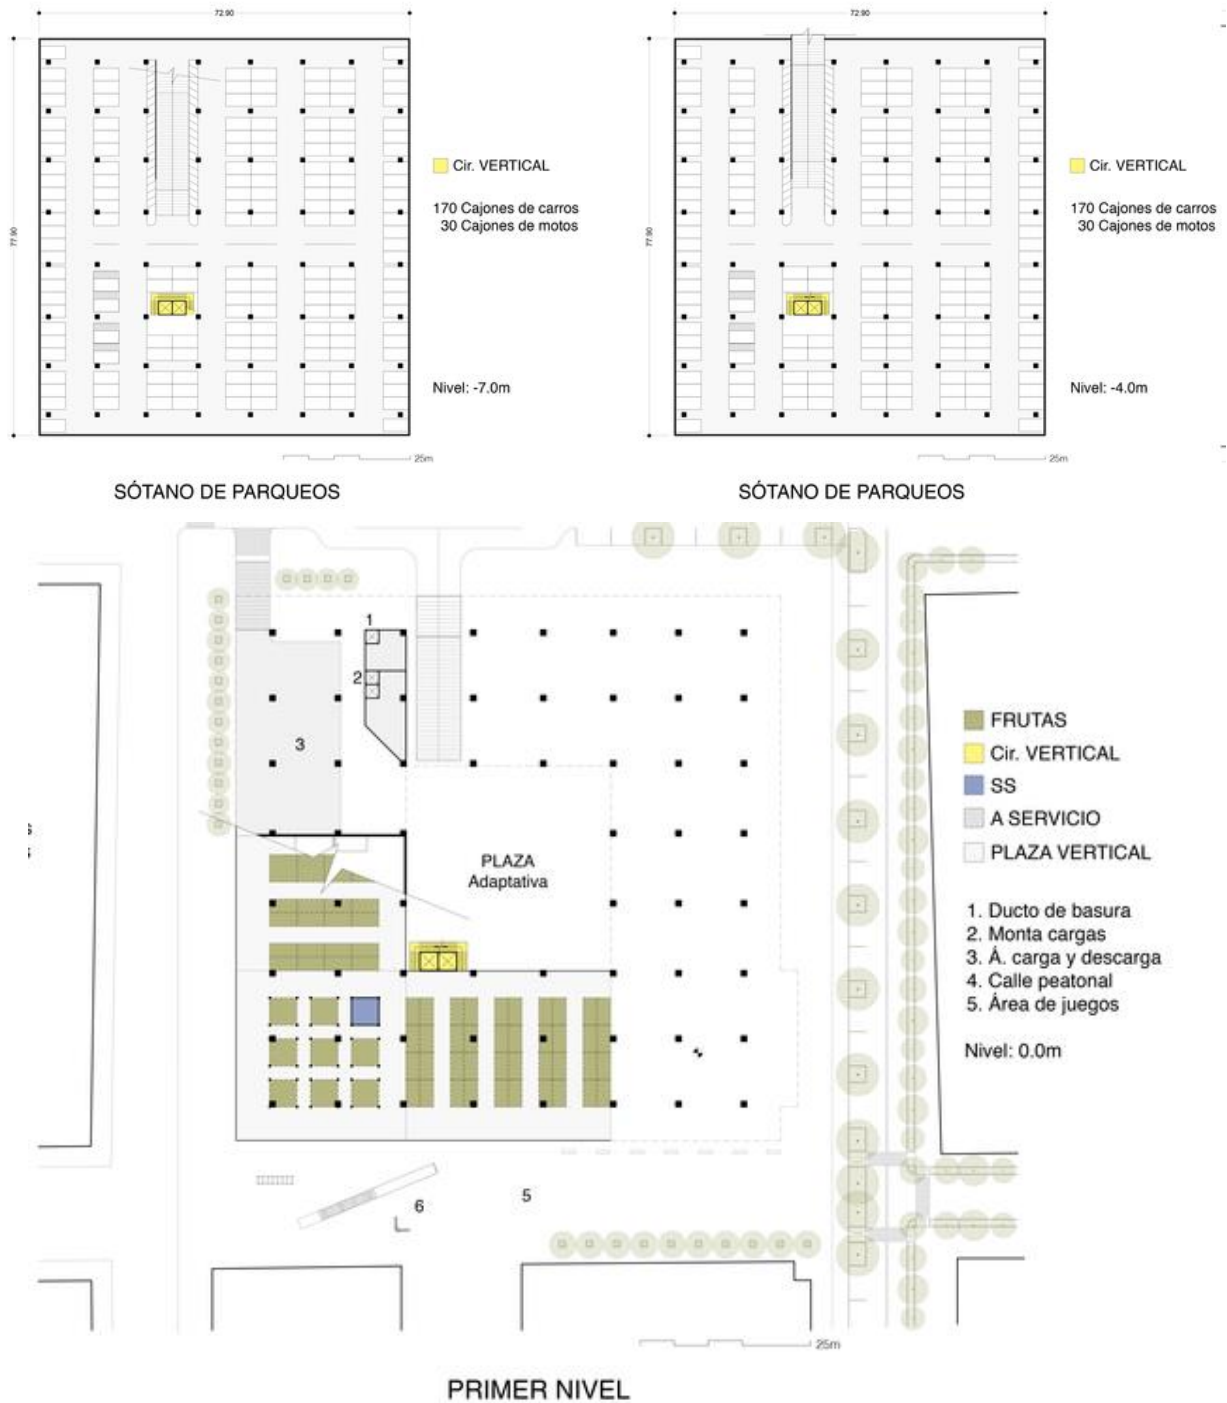 72.90
77.90
Cir. VERTICAL
170 Cajones de carros
30 Cajones de motos
Nivel: -7.0m
25m
SÓTANO DE PARQUEOS
72.90
77.90
Cir. VERTICAL
170 Cajones de carros
30 Cajones de motos
Nivel: -4.0m
25m
SÓTANO DE PARQUEOS
1
2
3
PLAZA
Adaptativa
5
6
FRUTAS
Cir. VERTICAL
SS
A SERVICIO
PLAZA VERTICAL
1. Ducto de basura
2. Monta cargas
3. Á. carga y descarga
4. Calle peatonal
5. Área de juegos
Nivel: 0.0m
25m
PRIMER NIVEL